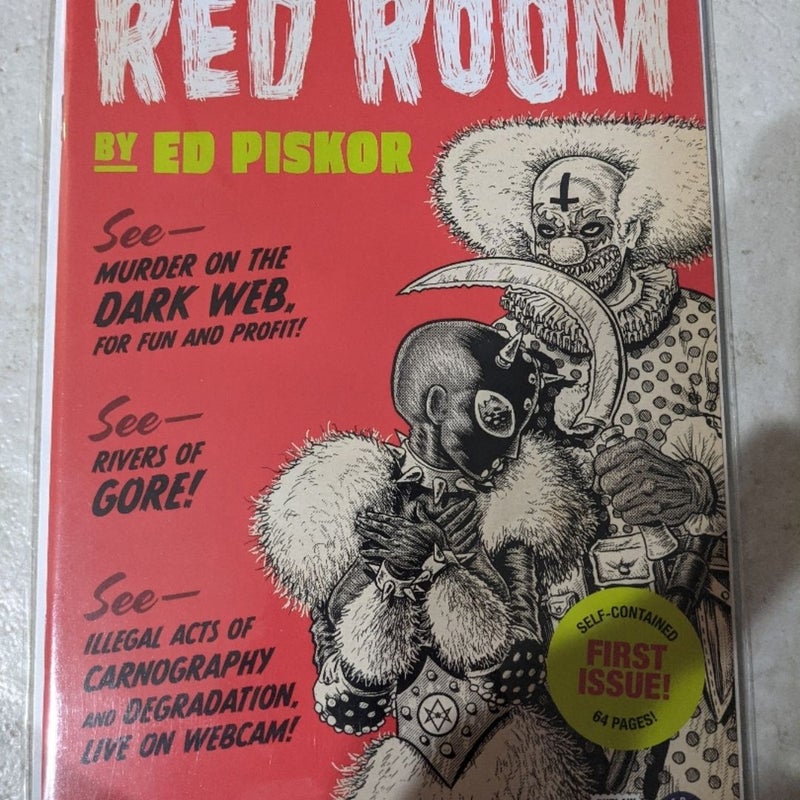 RED ROOM
BY ED PISKOR
See—
MURDER ON THE
DARK WEB,
FOR FUN AND PROFIT!
See—
RIVERS OF
GORE!
See—
ILLEGAL ACTS OF
CARNOGRAPHY
AND DEGRADATION,
LIVE ON WEBCAM!
SELF-CONTAINED
FIRST
ISSUE!
64 PAGES!